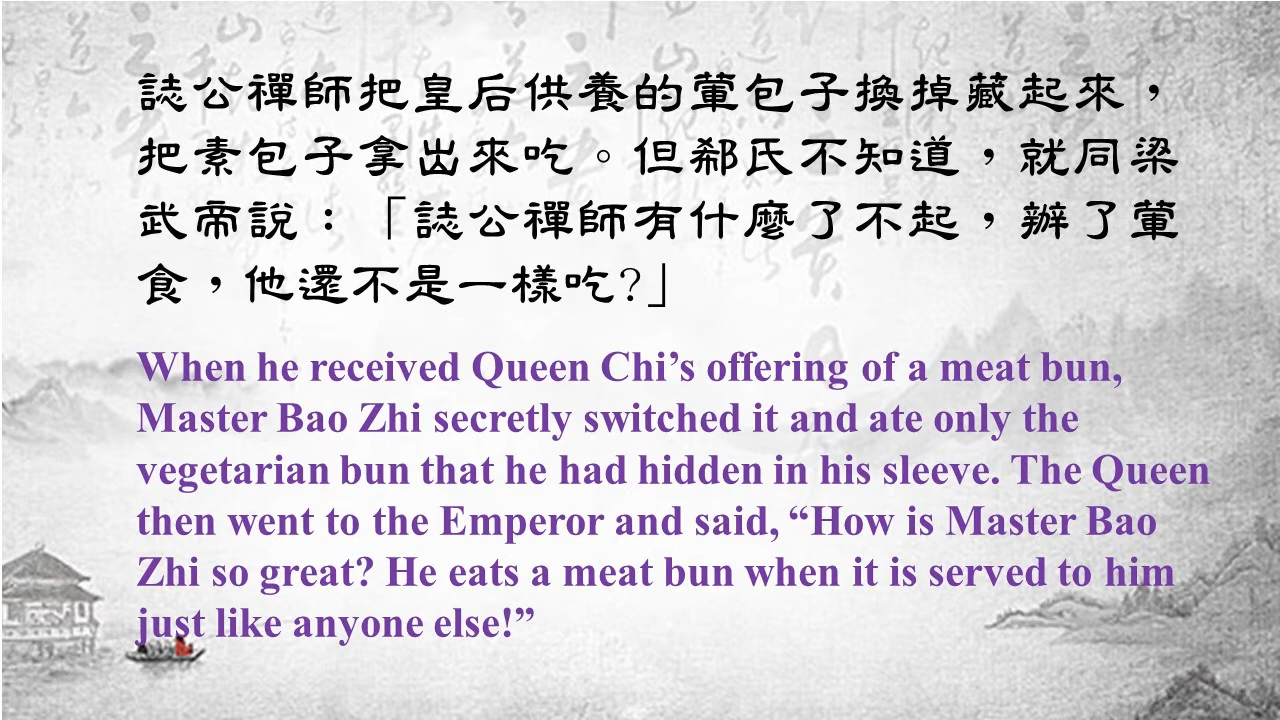 誌公禪師把皇后供養的葷包子換掉藏起來，
把素包子拿出來吃。但郗氏不知道，就同梁
武帝說：「誌公禪師有什麼了不起，辦了葷
食，他還不是一樣吃?」
When he received Queen Chi’s offering of a meat bun,
Master Bao Zhi secretly switched it and ate only the
vegetarian bun that he had hidden in his sleeve. The Queen
then went to the Emperor and said, “How is Master Bao
Zhi so great? He eats a meat bun when it is served to him
just like anyone else!”